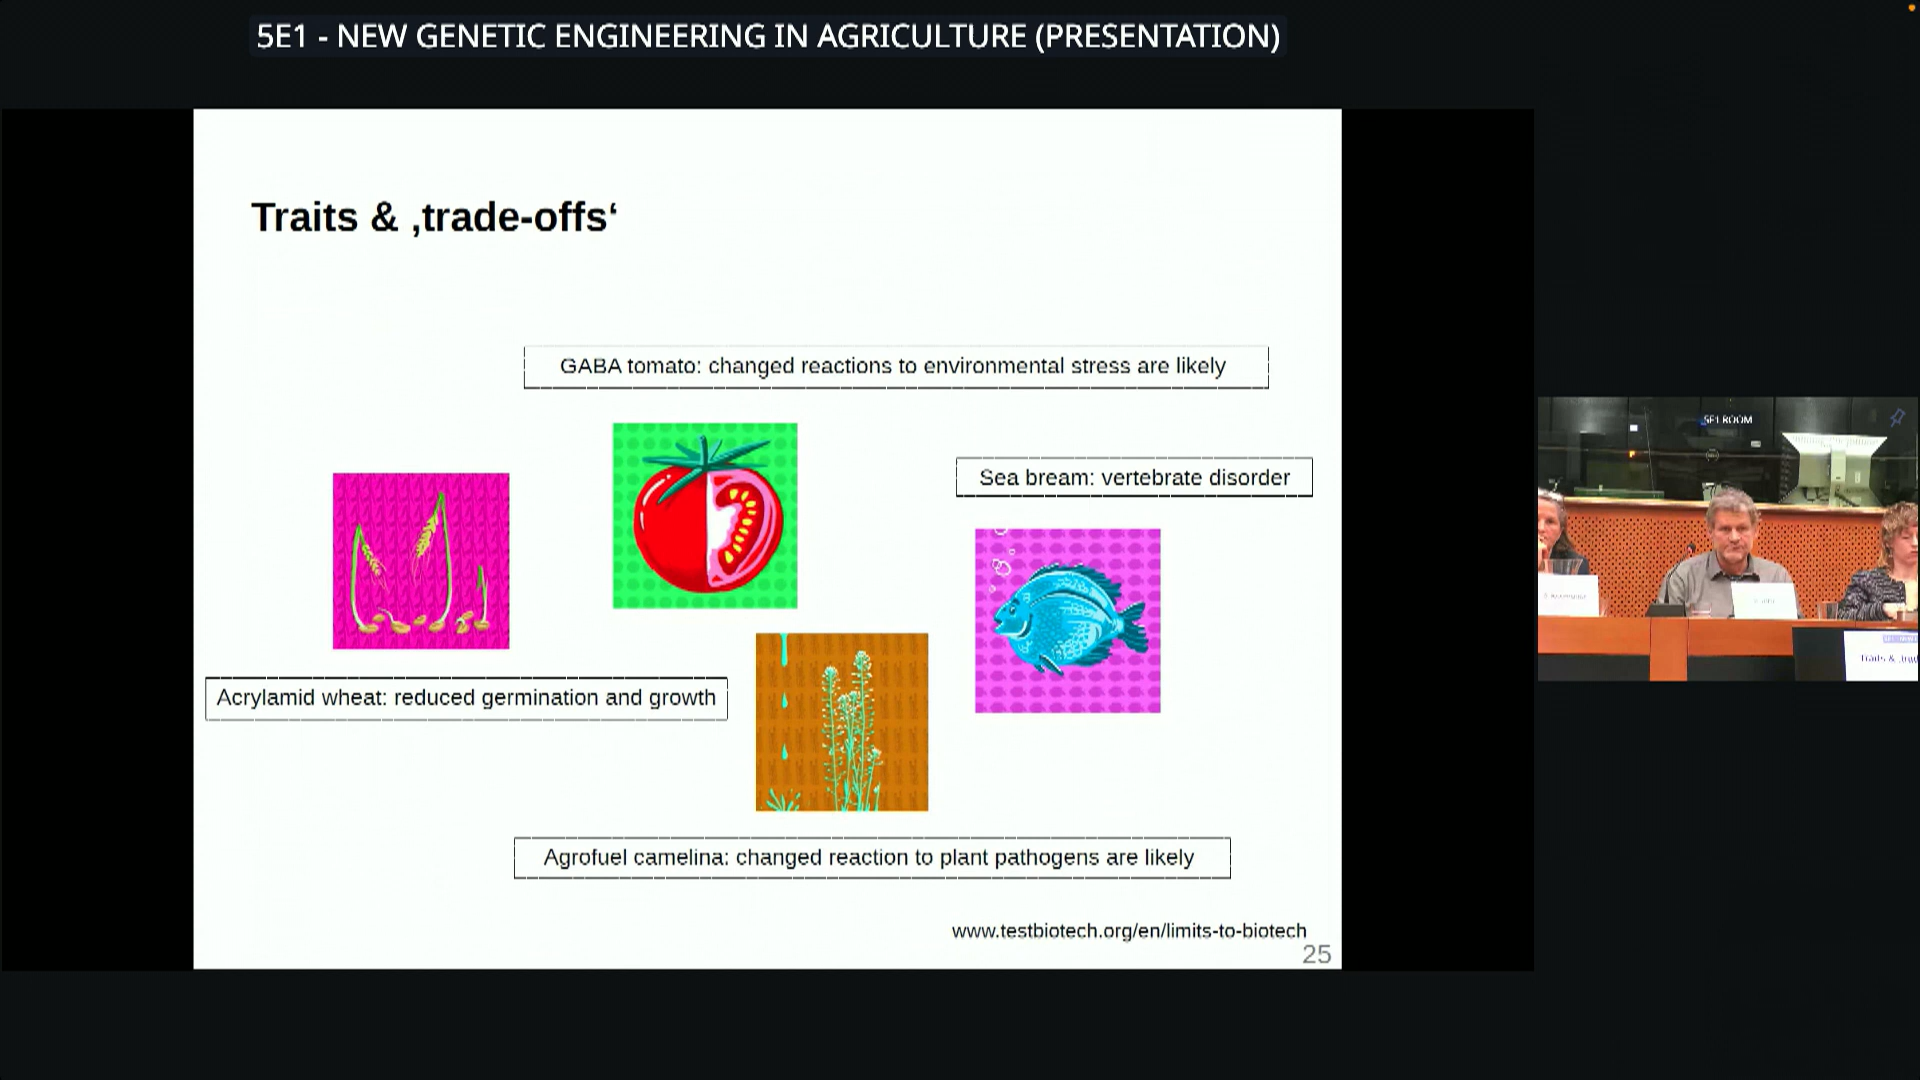 5E1 - NEW GENETIC ENGINEERING IN AGRICULTURE (PRESENTATION)
Traits & ‚trade-offs‘
GABA tomato: changed reactions to environmental stress are likely
Sea bream: vertebrate disorder
Acrylamid wheat: reduced germination and growth
Agrofuel camelina: changed reaction to plant pathogens are likely
www.testbiotech.org/en/limits-to-biotech
25
5E1 ROOM
Traits &